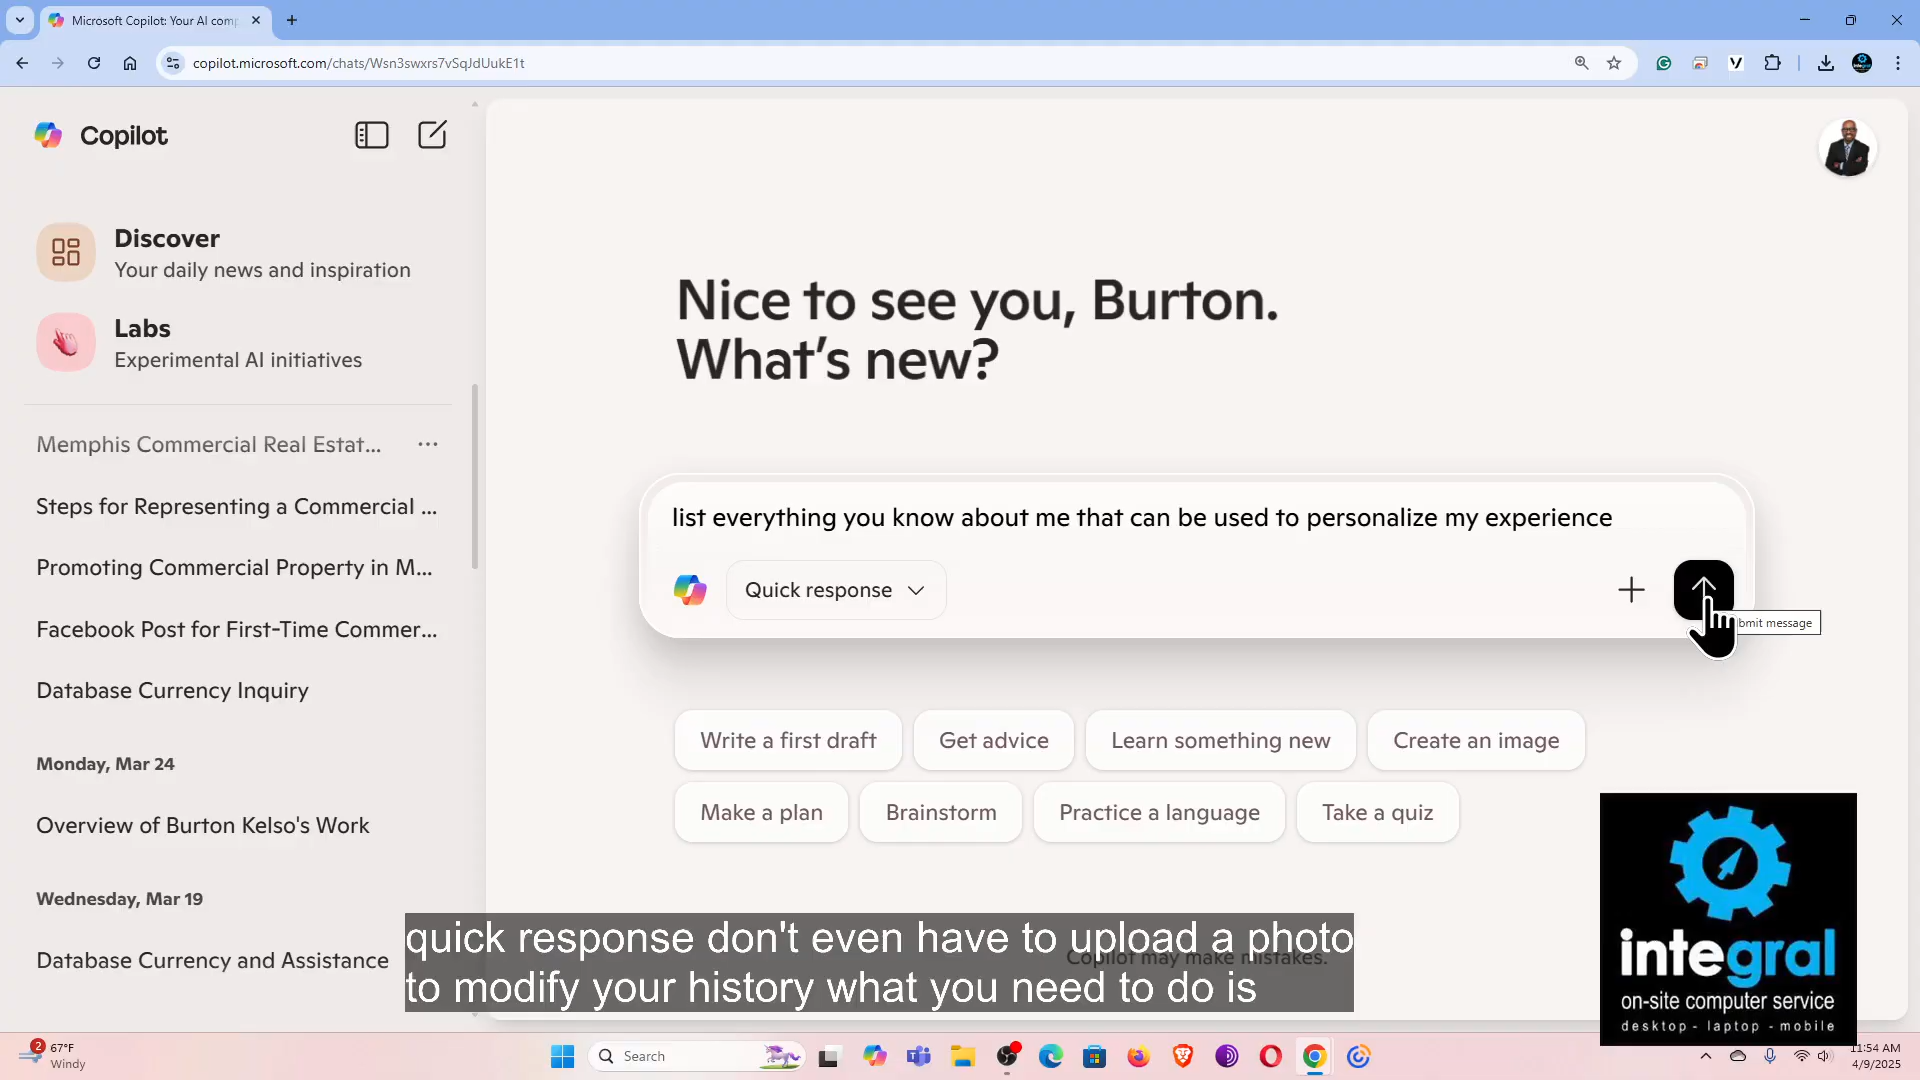 Microsoft Copilot: Your AI comp
copilot.microsoft.com/chats/Wsn3swxrs7vSqJdUukE1t
Copilot
Discover
Your daily news and inspiration
Labs
Experimental AI initiatives
Memphis Commercial Real Estat...
Steps for Representing a Commercial ...
Promoting Commercial Property in M...
Facebook Post for First-Time Commer...
Database Currency Inquiry
Monday, Mar 24
Overview of Burton Kelso's Work
Wednesday, Mar 19
Database Currency and Assistance
Nice to see you, Burton.
What's new?
list everything you know about me that can be used to personalize my experience
Quick response
bmit message
Write a first draft
Get advice
Learn something new
Create an image
Make a plan
Brainstorm
Practice a language
Take a quiz
Copilot may make mistakes.
quick response don't even have to upload a photo
to modify your history what you need to do is
integral
on-site computer service
desktop - laptop - mobile
2
67°F
Windy
Search
11:54 AM
4/9/2025